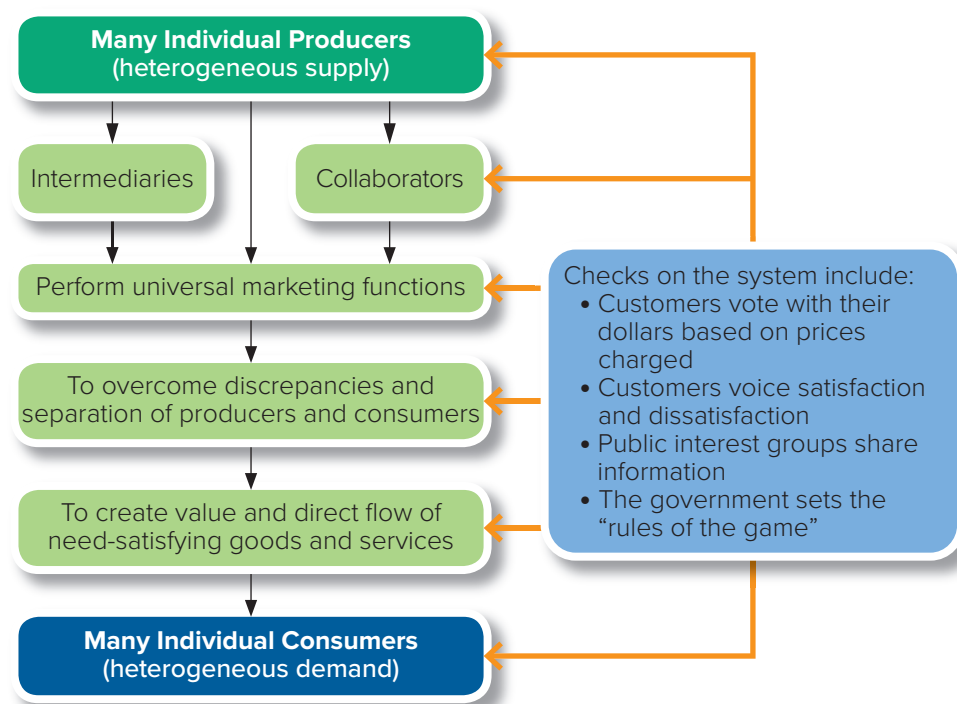 Many Individual Producers
(heterogeneous supply)
Intermediaries
Collaborators
Perform universal marketing functions
To overcome discrepancies and
separation of producers and consumers
To create value and direct flow of
need-satisfying goods and services
Many Individual Consumers
(heterogeneous demand)
Checks on the system include:
• Customers vote with their
dollars based on prices
charged
• Customers voice satisfaction
and dissatisfaction
• Public interest groups share
information
• The government sets the
“rules of the game”